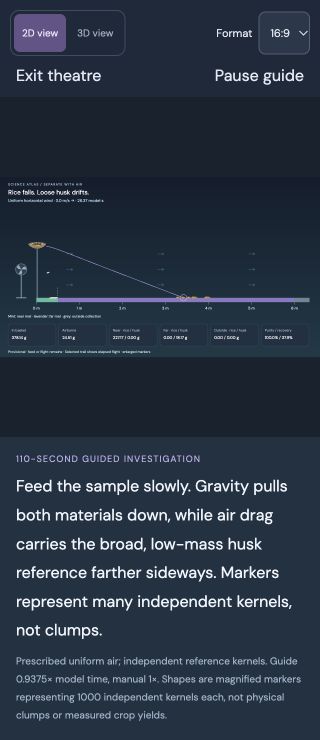 2D view 3D view Format 16:9
Exit theatre Pause guide
SCIENCE ATLAS / SEPARATE WITH AIR
Rice falls. Loose husk drifts.
0 m 1 m 2 m 3 m 4 m 5 m 6 m
110-SECOND GUIDED INVESTIGATION
Feed the sample slowly. Gravity pulls
both materials down, while air drag
carries the broad, low-mass husk
reference farther sideways. Markers
represent many independent kernels,
not clumps.
Prescribed uniform air; independent reference kernels. Guide
0.9375× model time, manual 1×. Shapes are magnified markers
representing 1000 independent kernels each, not physical
clumps or measured crop yields.